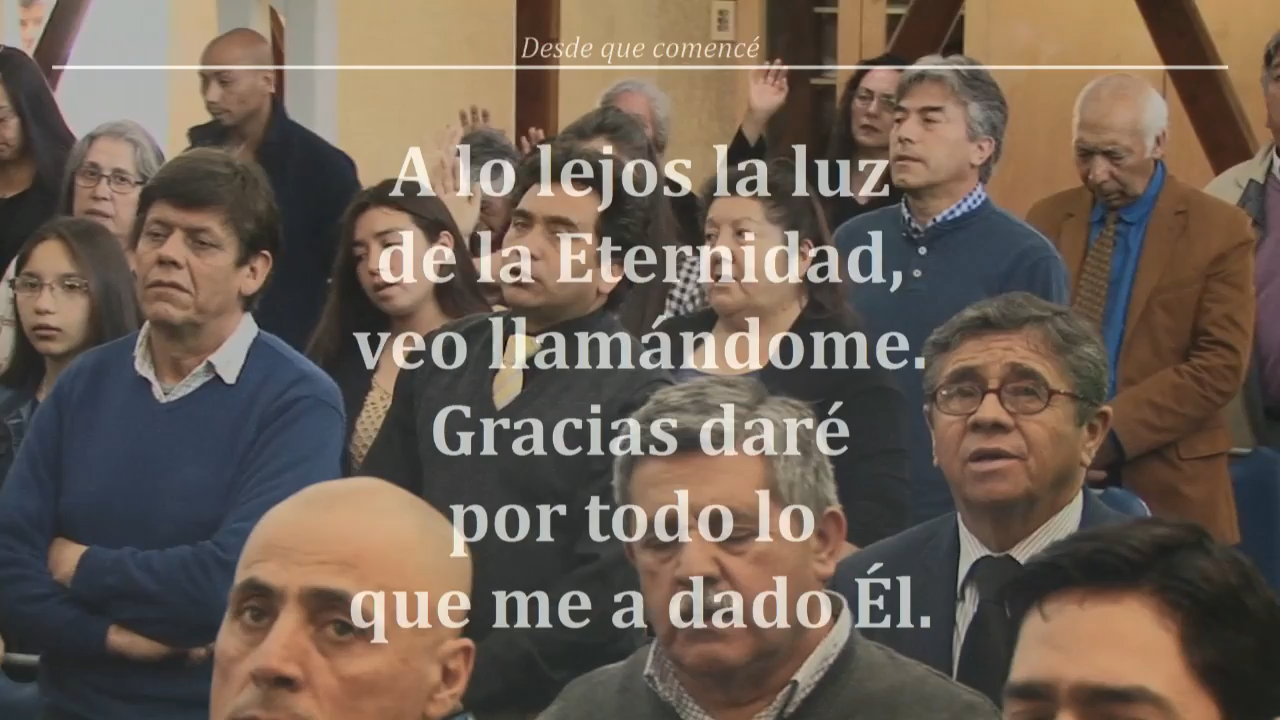 Desde que comencé
A lo lejos la luz
de la Eternidad,
veo llamándome.
Gracias daré
por todo lo
que me a dado Él.